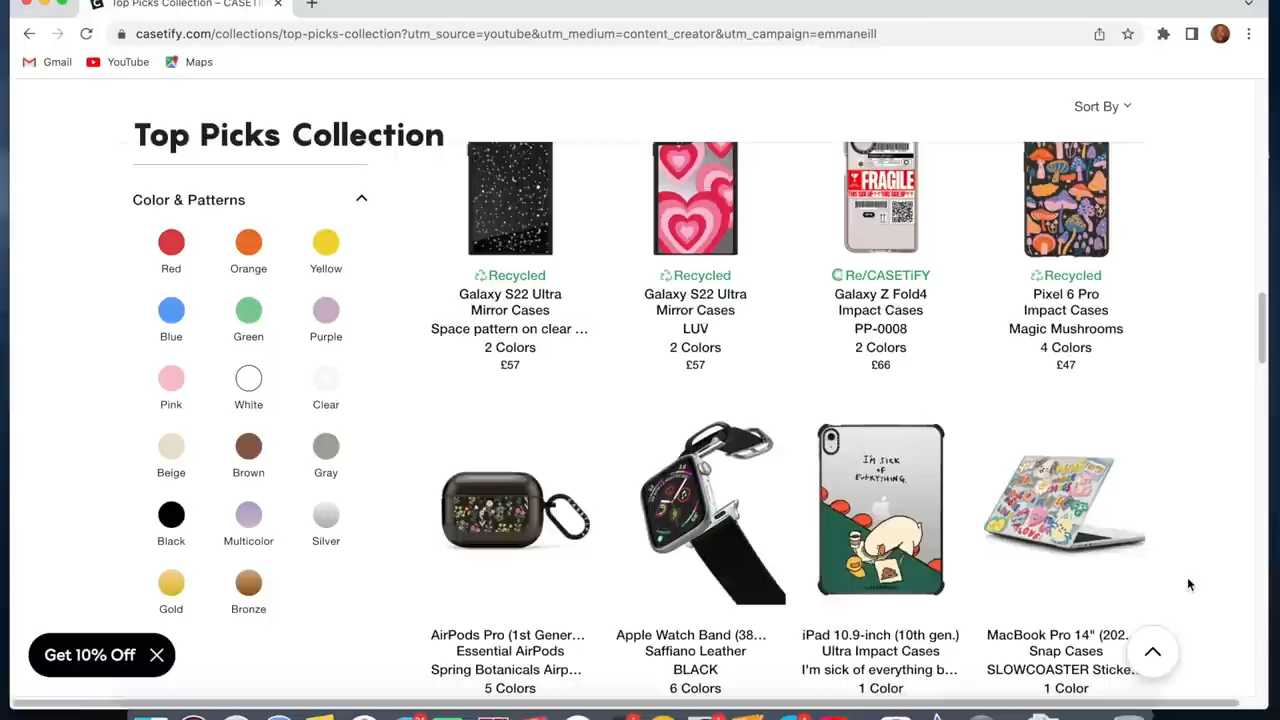 Top Picks Collection – CASETi
casetify.com/collections/top-picks-collection?utm_source=youtube&utm_medium=content_creator&utm_campaign=emmaneill
Gmail
YouTube
Maps
Sort By
Top Picks Collection
Color & Patterns
Red
Orange
Yellow
Blue
Green
Purple
Pink
White
Clear
Beige
Brown
Gray
Black
Multicolor
Silver
Gold
Bronze
Get 10% Off
Recycled
Galaxy S22 Ultra
Mirror Cases
Space pattern on clear ...
2 Colors
£57
Recycled
Galaxy S22 Ultra
Mirror Cases
LUV
2 Colors
£57
FRAGILE
Re/CASETiFY
Galaxy Z Fold4
Impact Cases
PP-0008
2 Colors
£66
Recycled
Pixel 6 Pro
Impact Cases
Magic Mushrooms
4 Colors
£47
AirPods Pro (1st Gener...
Essential AirPods
Spring Botanicals Airp...
5 Colors
Apple Watch Band (38...
Saffiano Leather
BLACK
6 Colors
I'M SICK
OF
EVERYTHING.
iPad 10.9-inch (10th gen.)
Ultra Impact Cases
I'm sick of everything b...
1 Color
LOVE
MacBook Pro 14" (202...
Snap Cases
SLOWCOASTER Sticke...
1 Color